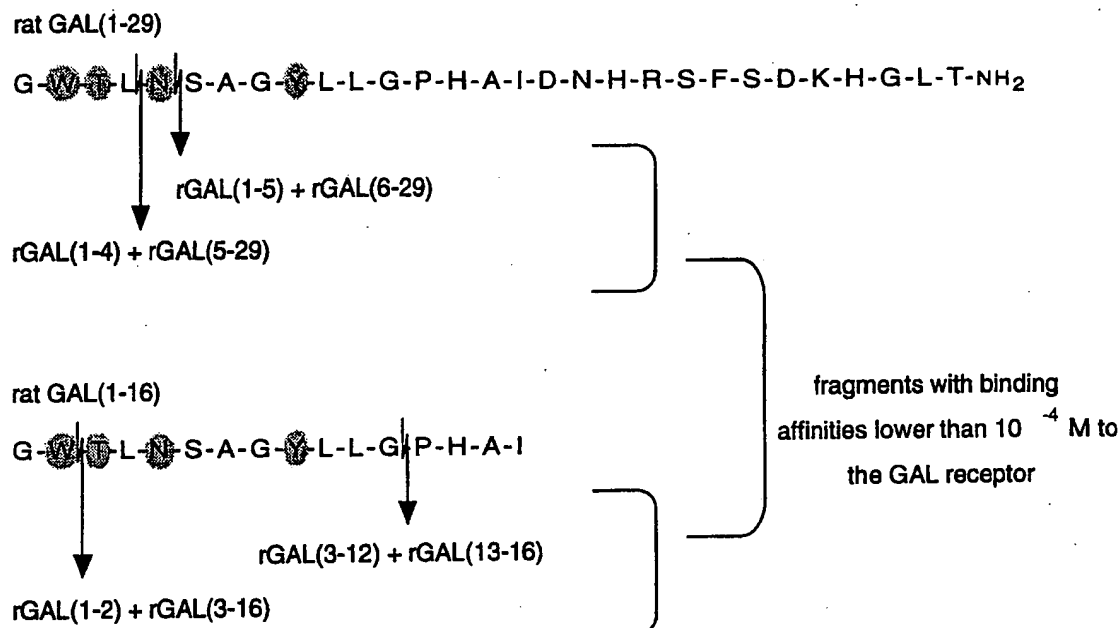 rat GAL(1-29)
G-W-T-L-N-S-A-G-Y-L-L-G-P-H-A-I-D-N-H-R-S-F-S-D-K-H-G-L-T-NH2
rGAL(1-5) + rGAL(6-29)
rGAL(1-4) + rGAL(5-29)
rat GAL(1-16)
G-W-T-L-N-S-A-G-Y-L-L-G-P-H-A-I
fragments with binding
affinities lower than 10 -4 M to
the GAL receptor
rGAL(3-12) + rGAL(13-16)
rGAL(1-2) + rGAL(3-16)